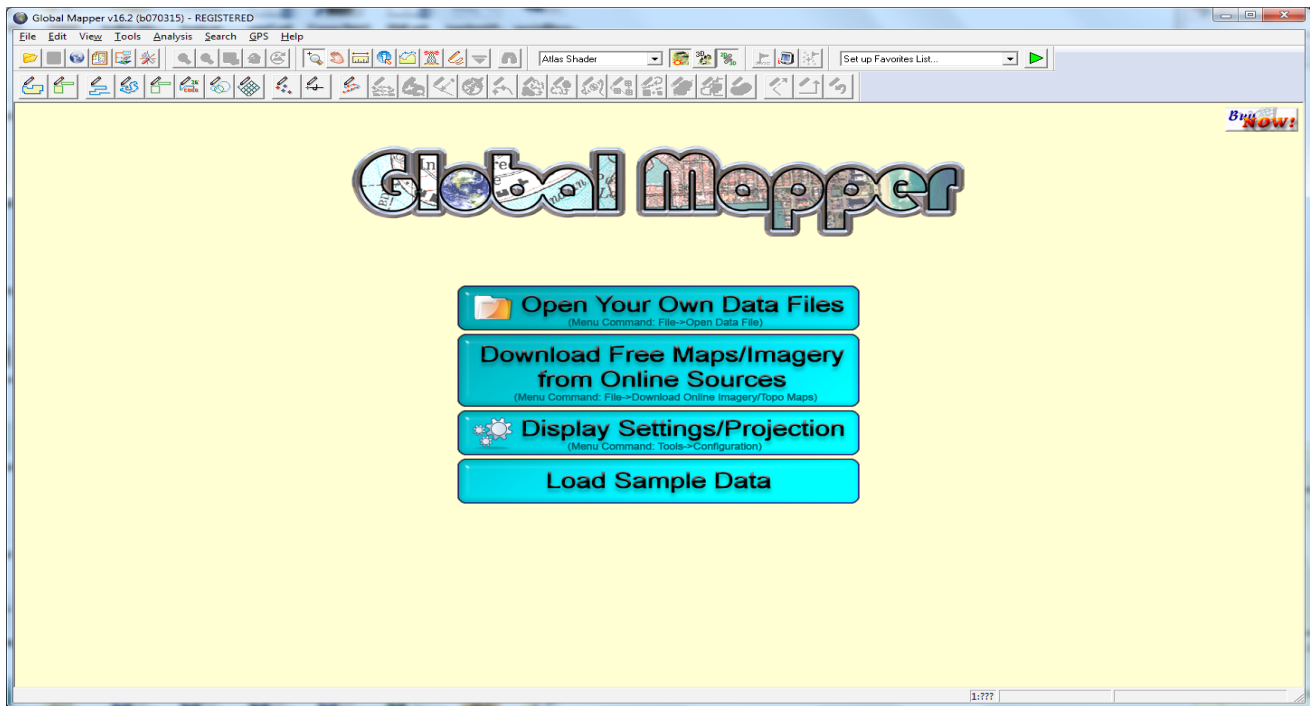 Global Mapper v16.2 (b070315) - REGISTERED
File Edit View Tools Analysis Search GPS Help
Atlas Shader
Set up Favorites List...
Buy NOW!
Global Mapper
Open Your Own Data Files
(Menu Command: File->Open Data File)
Download Free Maps/Imagery
from Online Sources
(Menu Command: File->Download Online Imagery/Topo Maps)
Display Settings/Projection
(Menu Command: Tools->Configuration)
Load Sample Data
1:???